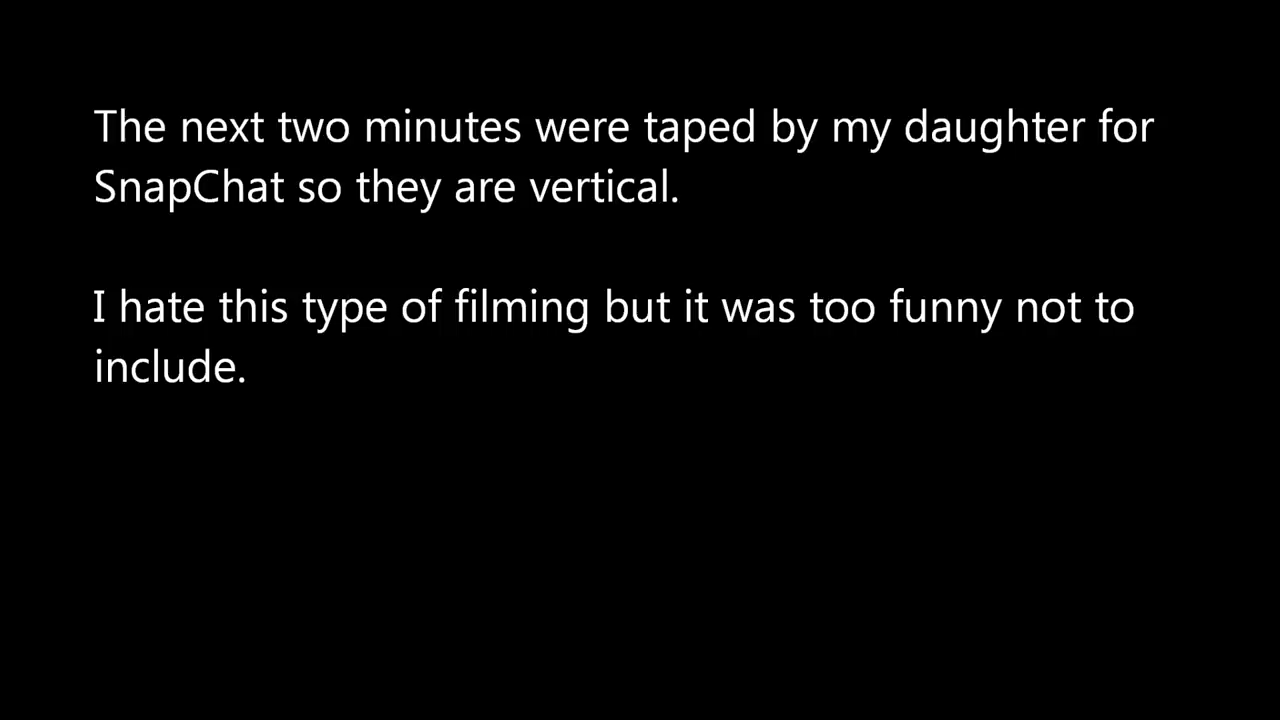 The next two minutes were taped by my daughter for
SnapChat so they are vertical.
I hate this type of filming but it was too funny not to
include.